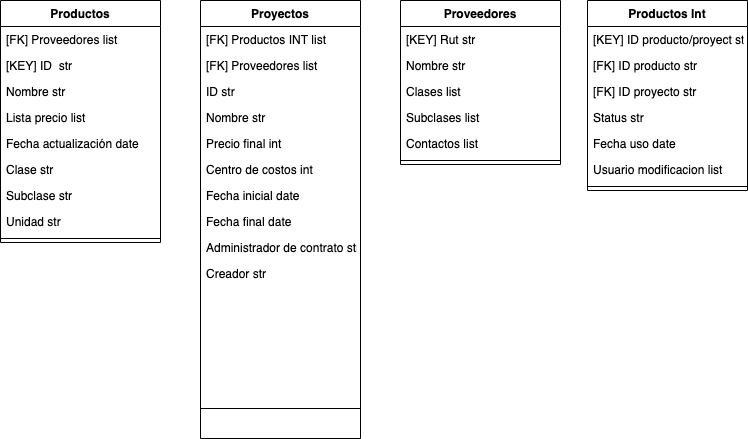 Productos
[FK] Proveedores list
[KEY] ID  str
Nombre str
Lista precio list
Fecha actualización date
Clase str
Subclase str
Unidad str
Proyectos
[FK] Productos INT list
[FK] Proveedores list
ID str
Nombre str
Precio final int
Centro de costos int
Fecha inicial date
Fecha final date
Administrador de contrato st
Creador str
Proveedores
[KEY] Rut str
Nombre str
Clases list
Subclases list
Contactos list
Productos Int
[KEY] ID producto/proyect st
[FK] ID producto str
[FK] ID proyecto str
Status str
Fecha uso date
Usuario modificacion list